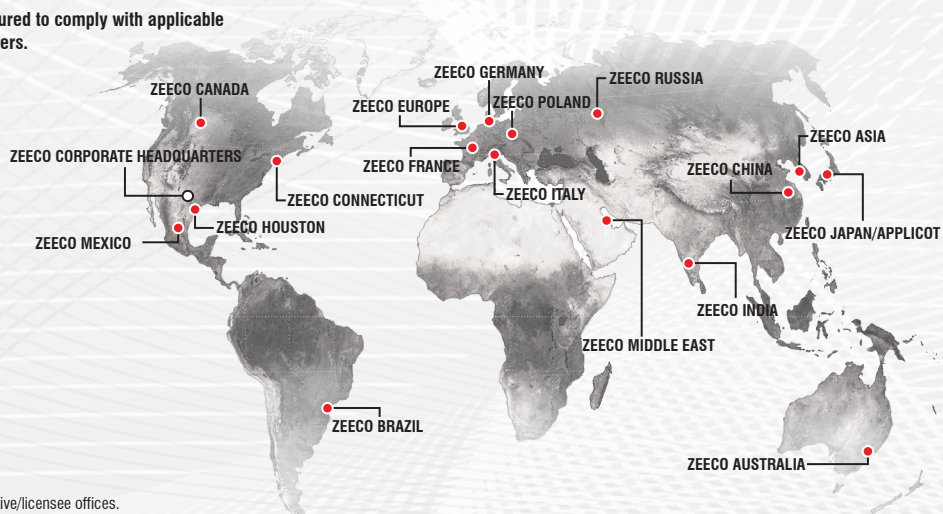 ured to comply with applicable
ers.
ZEECO GERMANY
ZEECO RUSSIA
ZEECO CANADA
ZEECO EUROPE
ZEECO POLAND
ZEECO ASIA
ZEECO CORPORATE HEADQUARTERS
ZEECO FRANCE
ZEECO CHINA
ZEECO CONNECTICUT
ZEECO ITALY
ZEECO HOUSTON
ZEECO JAPAN/APPLICOT
ZEECO MEXICO
ZEECO INDIA
ZEECO MIDDLE EAST
ZEECO BRAZIL
ZEECO AUSTRALIA
ive/licensee offices.